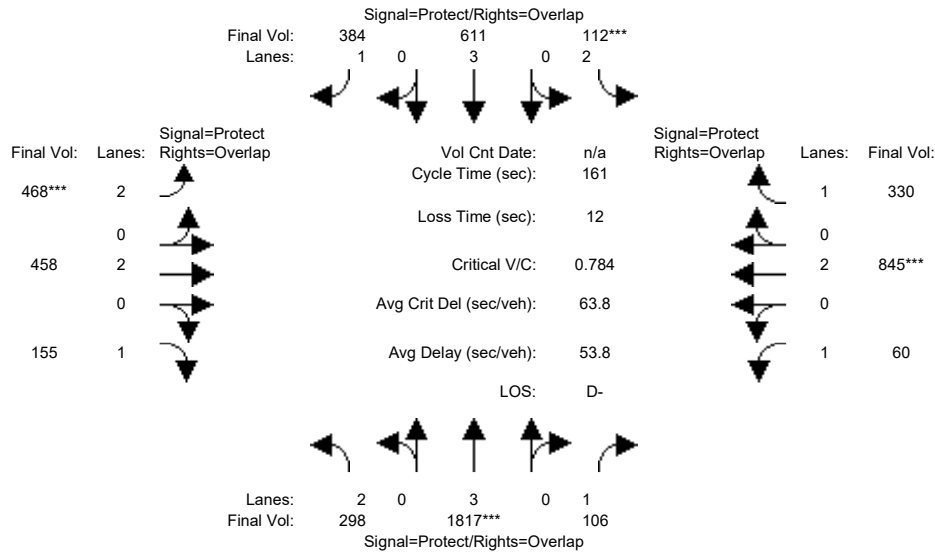 Signal=Protect/Rights=Overlap
Final Vol: 384 611 112***
Lanes: 1 0 3 0 2
Signal=Protect Signal=Protect
Final Vol: Lanes: Rights=Overlap Vol Cnt Date: n/a Rights=Overlap Lanes: Final Vol:
Cycle Time (sec): 161
468*** 2 1 330
Loss Time (sec): 12
0 0
458 2 Critical V/C: 0.784 2 845***
0 Avg Crit Del (sec/veh): 63.8 0
155 1 Avg Delay (sec/veh): 53.8 1 60
LOS: D-
Lanes: 2 0 3 0 1
Final Vol: 298 1817*** 106
Signal=Protect/Rights=Overlap